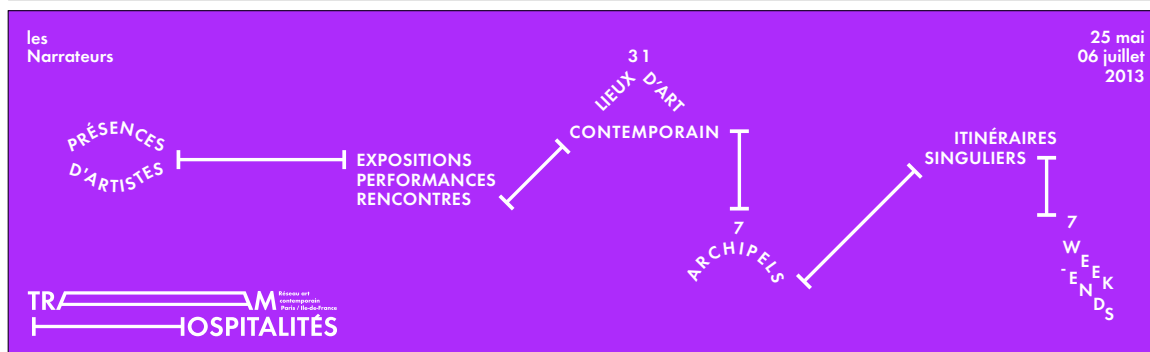 les
Narrateurs
25 mai
06 juillet
2013
PRÉSENCES
D'ARTISTES
EXPOSITIONS
PERFORMANCES
RENCONTRES
31
LIEUX D'ART
CONTEMPORAIN
7
ARCHIPELS
ITINÉRAIRES
SINGULIERS
7
WEEK
-ENDS
TRAM
Réseau art
contemporain
Paris / Ile-de-France
HOSPITALITÉS